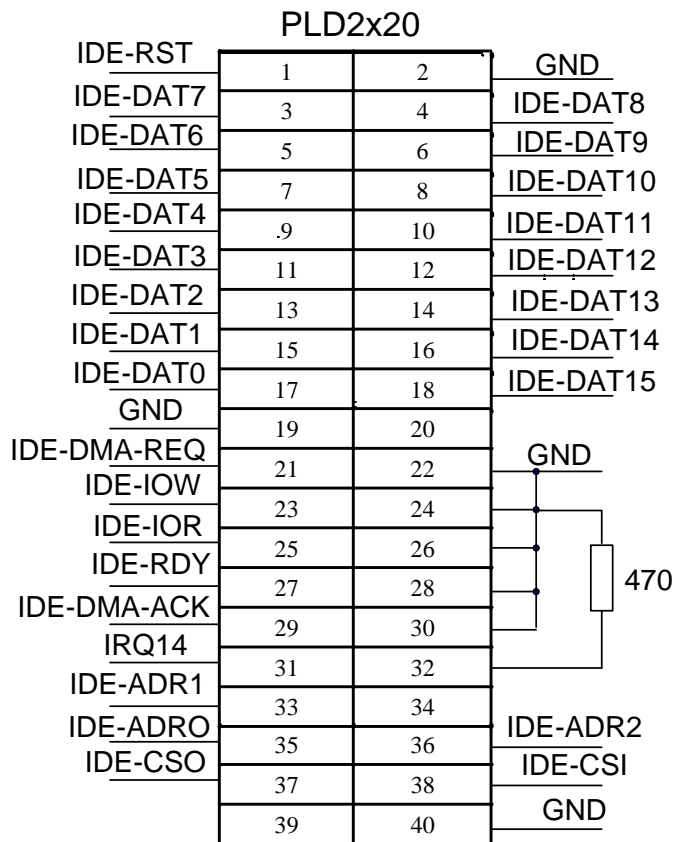 PLD2x20
IDE-RST 1 2 GND
IDE-DAT7 3 4 IDE-DAT8
IDE-DAT6 5 6 IDE-DAT9
IDE-DAT5 7 8 IDE-DAT10
IDE-DAT4 9 10 IDE-DAT11
IDE-DAT3 11 12 IDE-DAT12
IDE-DAT2 13 14 IDE-DAT13
IDE-DAT1 15 16 IDE-DAT14
IDE-DAT0 17 18 IDE-DAT15
GND 19 20
IDE-DMA-REQ 21 22 GND
IDE-IOW 23 24
IDE-IOR 25 26
IDE-RDY 27 28 470
IDE-DMA-ACK 29 30
IRQ14 31 32
IDE-ADR1 33 34
IDE-ADRO 35 36 IDE-ADR2
IDE-CSO 37 38 IDE-CSI
39 40 GND